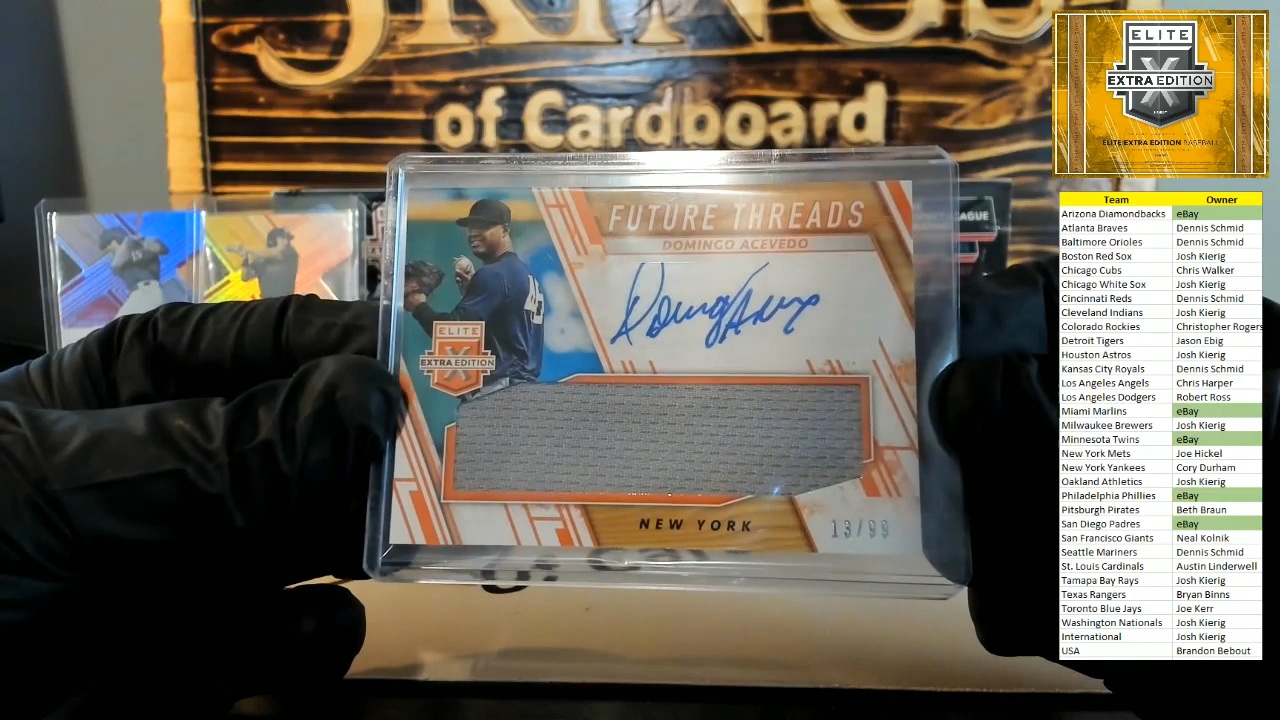 of Cardboard
FUTURE THREADS
DOMINGO ACEVEDO
ELITE
EXTRA EDITION
NEW YORK
13/99
ELITE
EXTRA EDITION
ELITE EXTRA EDITION BASEBALL
Team Owner
Arizona Diamondbacks eBay
Atlanta Braves Dennis Schmid
Baltimore Orioles Dennis Schmid
Boston Red Sox Josh Kierig
Chicago Cubs Chris Walker
Chicago White Sox Josh Kierig
Cincinnati Reds Dennis Schmid
Cleveland Indians Josh Kierig
Colorado Rockies Christopher Rogers
Detroit Tigers Jason Ebig
Houston Astros Josh Kierig
Kansas City Royals Dennis Schmid
Los Angeles Angels Chris Harper
Los Angeles Dodgers Robert Ross
Miami Marlins eBay
Milwaukee Brewers Josh Kierig
Minnesota Twins eBay
New York Mets Joe Hickel
New York Yankees Cory Durham
Oakland Athletics Josh Kierig
Philadelphia Phillies eBay
Pittsburgh Pirates Beth Braun
San Diego Padres eBay
San Francisco Giants Neal Kolnik
Seattle Mariners Dennis Schmid
St. Louis Cardinals Austin Linderwell
Tamapa Bay Rays Josh Kierig
Texas Rangers Bryan Binns
Toronto Blue Jays Joe Kerr
Washington Nationals Josh Kierig
International Josh Kierig
USA Brandon Bebout